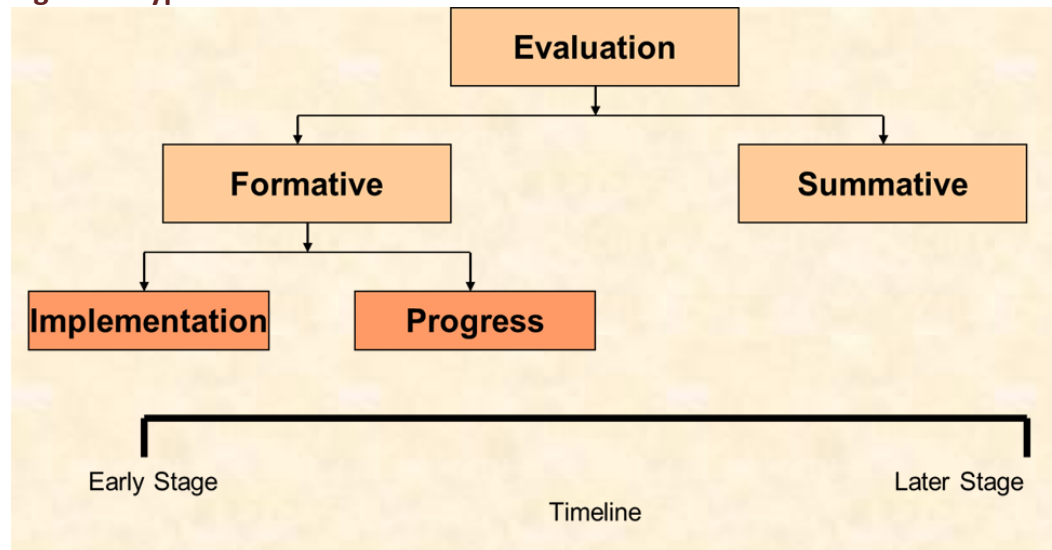 Evaluation
Formative
Summative
Implementation
Progress
Early Stage
Later Stage
Timeline